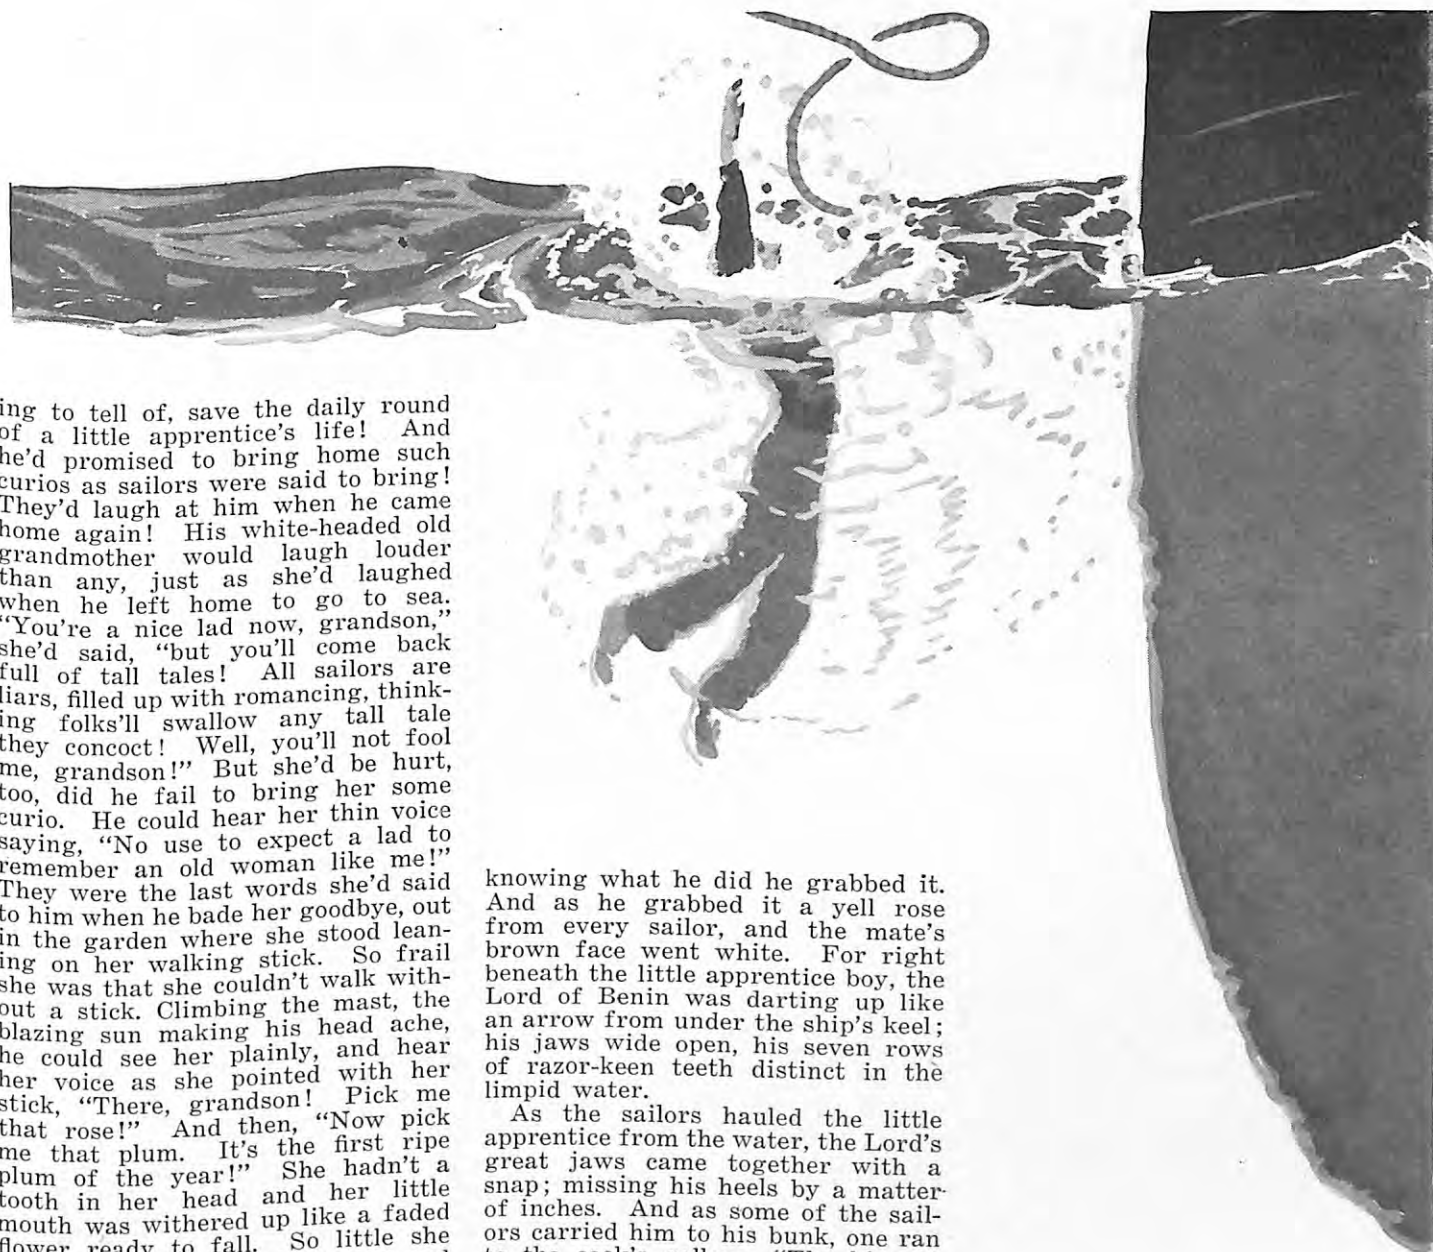 ing to tell of, save the daily round
of a little apprentice's life! And
he'd promised to bring home such
curios as sailors were said to bring!
They'd laugh at him when he came
home again! His white-headed old
grandmother would laugh louder
than any, just as she'd laughed
when he left home to go to sea.
"You're a nice lad now, grandson,"
she'd said, "but you'll come back
full of tall tales! All sailors are
liars, filled up with romancing, think-
ing folks'll swallow any tall tale
they concoct! Well, you'll not fool
me, grandson!" But she'd be hurt,
too, did he fail to bring her some
curio. He could hear her thin voice
saying, "No use to expect a lad to
remember an old woman like me!"
They were the last words she'd said
to him when he bade her goodbye, out
in the garden where she stood lean-
ing on her walking stick. So frail
she was that she couldn't walk with-
out a stick. Climbing the mast, the
blazing sun making his head ache,
he could see her plainly, and hear
her voice as she pointed with her
stick, "There, grandson! Pick me
that rose!" And then, "Now pick
me that plum. It's the first ripe
plum of the year!" She hadn't a
tooth in her head and her little
mouth was withered up like a faded
flower ready to fall. So little she
knowing what he did he grabbed it.
And as he grabbed it a yell rose
from every sailor, and the mate's
brown face went white. For right
beneath the little apprentice boy, the
Lord of Benin was darting up like
an arrow from under the ship's keel;
his jaws wide open, his seven rows
of razor-keen teeth distinct in the
limpid water.
As the sailors hauled the little
apprentice from the water, the Lord's
great jaws came together with a
snap; missing his heels by a matter
of inches. And as some of the sail-
ors carried him to his bunk, one ran